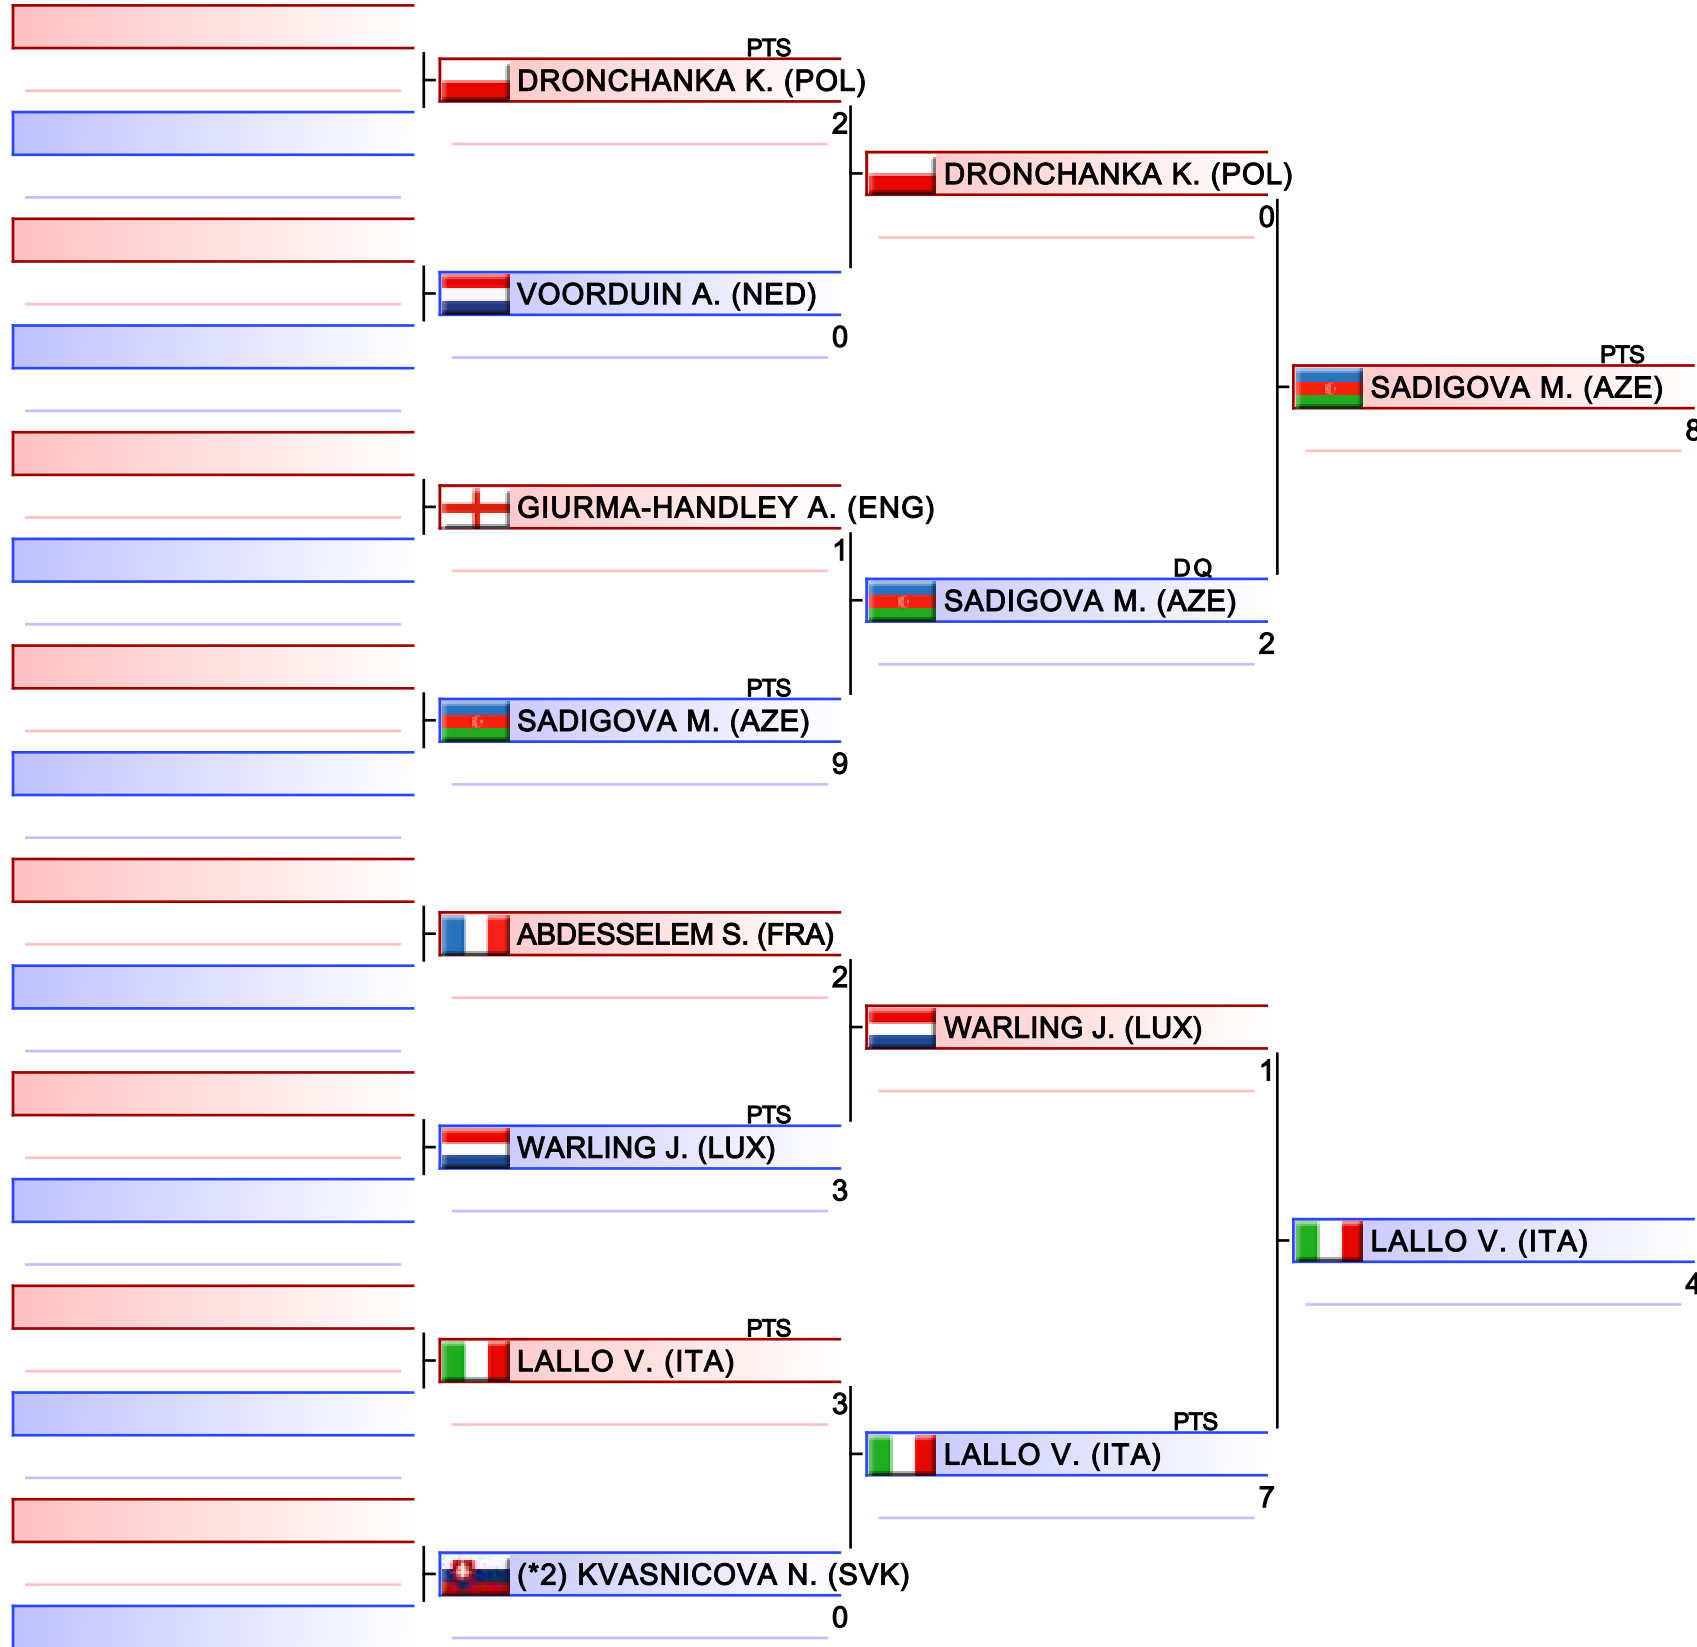 PTS
DRONCHANKA K. (POL)
2
VOORDUIN A. (NED)
0
GIURMA-HANDLEY A. (ENG)
1
PTS
SADIGOVA M. (AZE)
9
ABDESSELEM S. (FRA)
2
PTS
WARLING J. (LUX)
3
PTS
LALLO V. (ITA)
3
(*2) KVASNICOVA N. (SVK)
0
DRONCHANKA K. (POL)
0
DQ
SADIGOVA M. (AZE)
2
WARLING J. (LUX)
1
PTS
LALLO V. (ITA)
7
PTS
SADIGOVA M. (AZE)
8
LALLO V. (ITA)
4